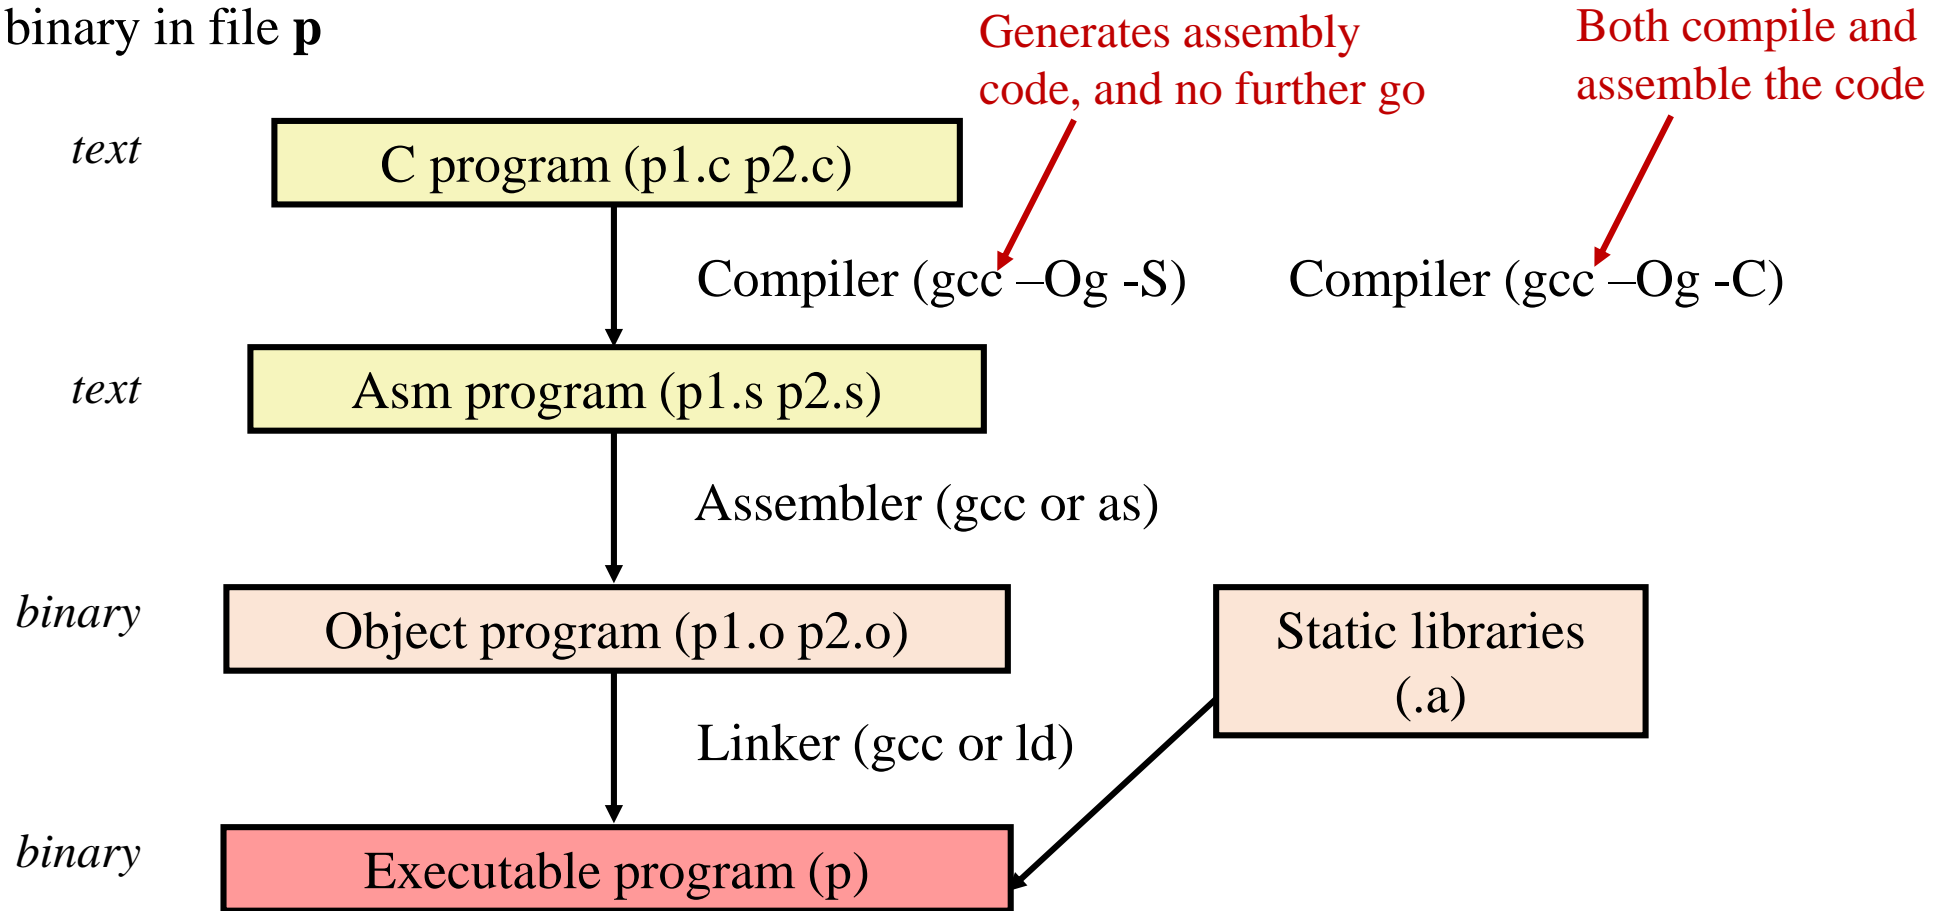 binary in file p
Generates assembly
code, and no further go
Both compile and
assemble the code
text
C program (p1.c p2.c)
Compiler (gcc –Og -S)
Compiler (gcc –Og -C)
text
Asm program (p1.s p2.s)
Assembler (gcc or as)
binary
Object program (p1.o p2.o)
Static libraries
(.a)
Linker (gcc or ld)
binary
Executable program (p)